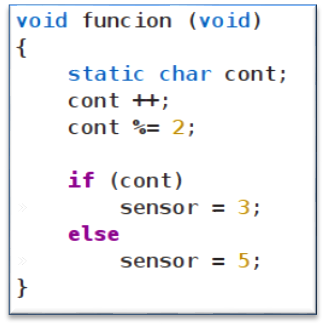 void funcion (void)
{
static char cont;
cont ++;
cont %= 2;
if (cont)
sensor = 3;
else
sensor = 5;
}